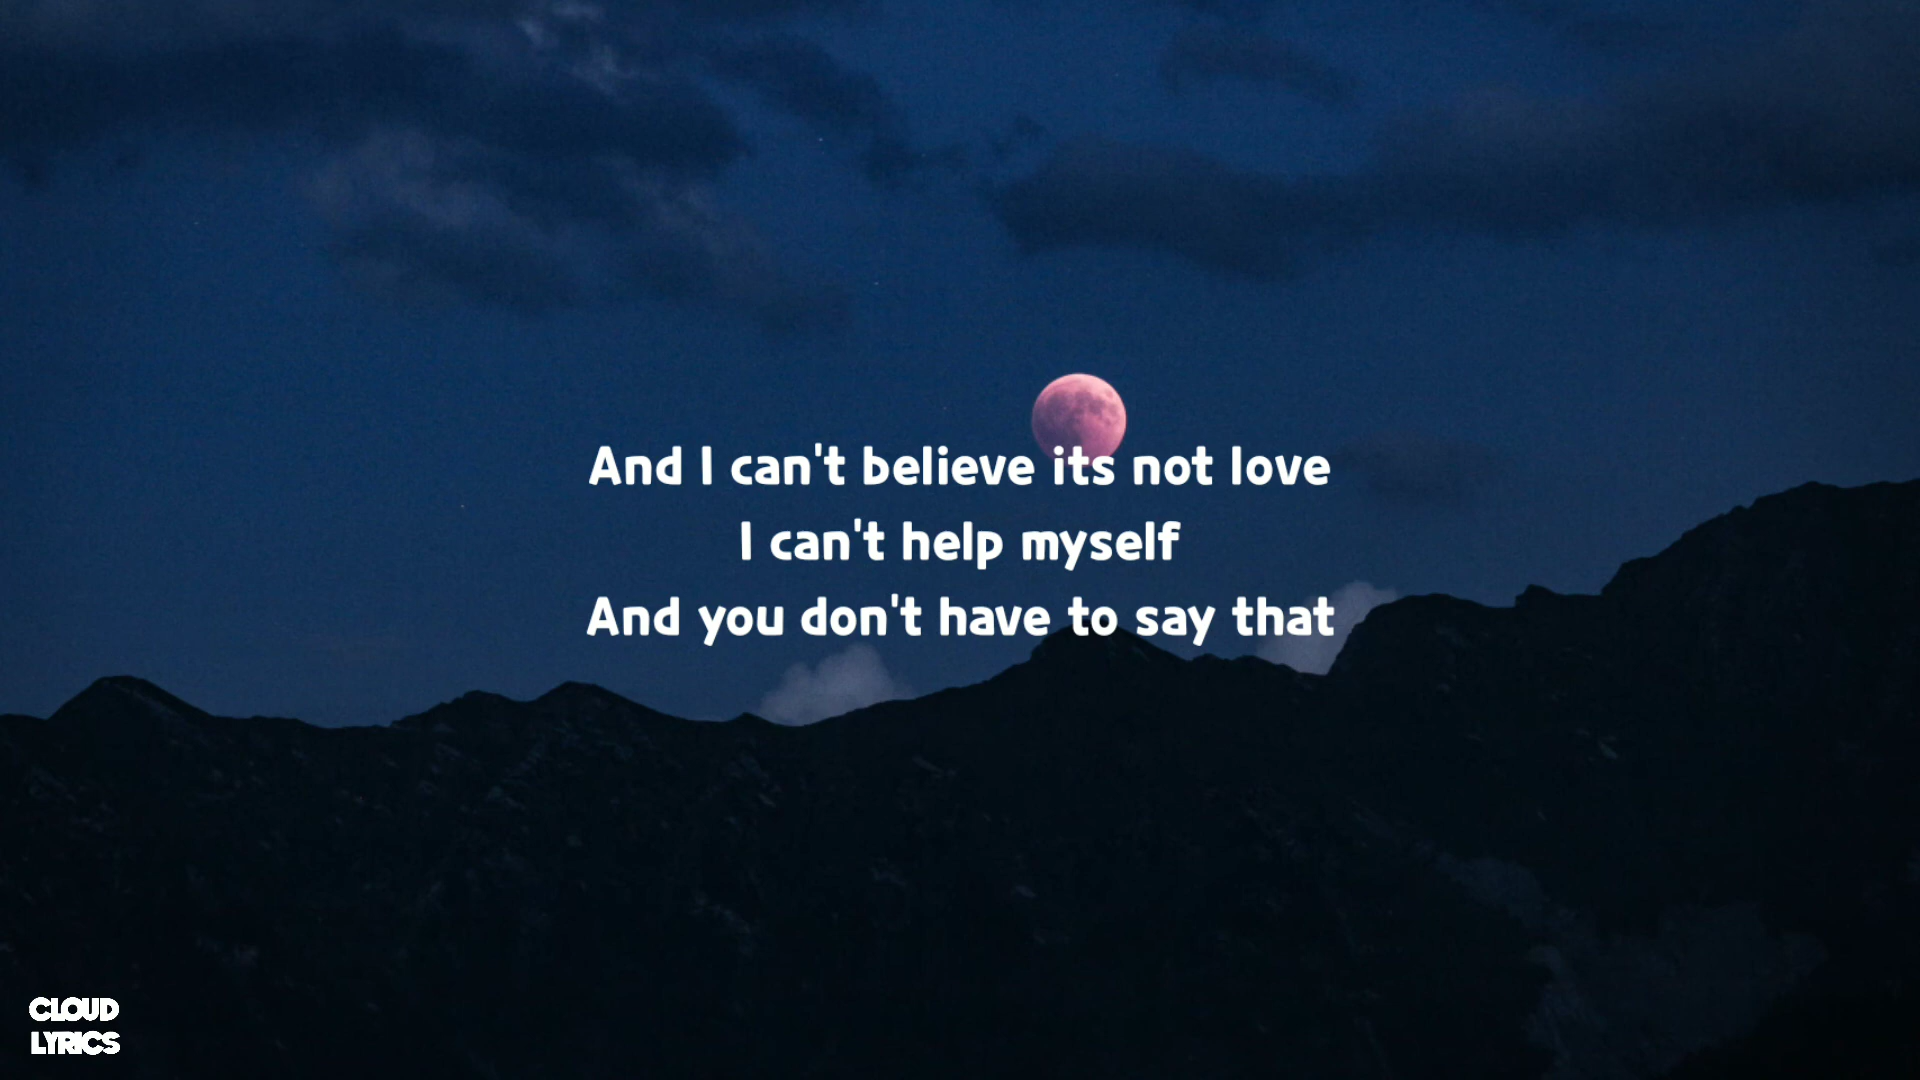 And I can't believe its not love
I can't help myself
And you don't have to say that
CLOUD
LYRICS